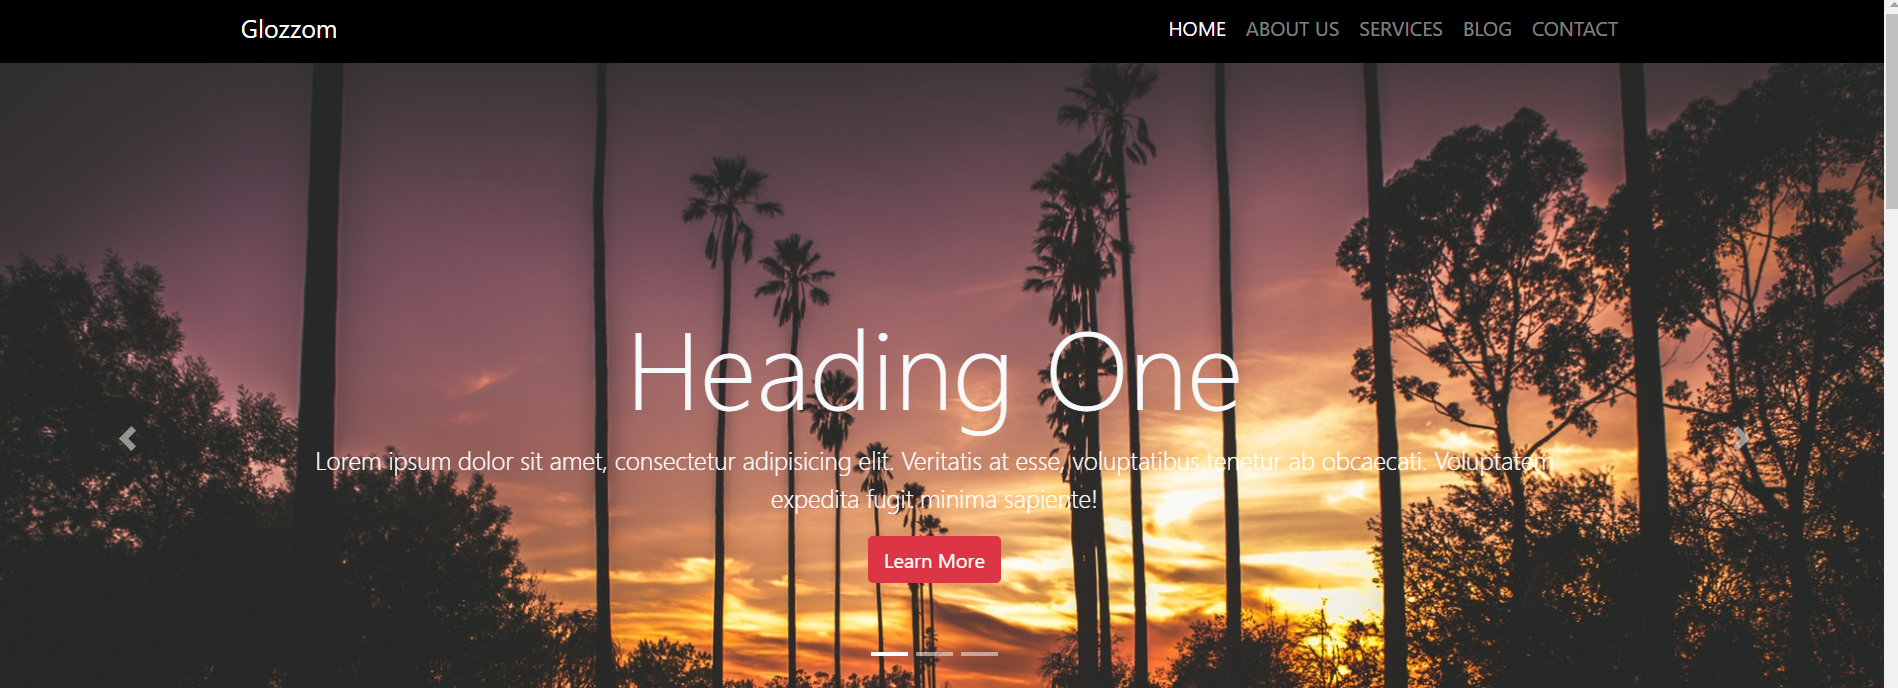 Glozzom
HOME ABOUT US SERVICES BLOG CONTACT
Heading One
Lorem ipsum dolor sit amet, consectetur adipisicing elit. Veritatis at esse, voluptatibus tenetur ab obcaecati. Voluptatem
expedita fugit minima sapiente!
Learn More